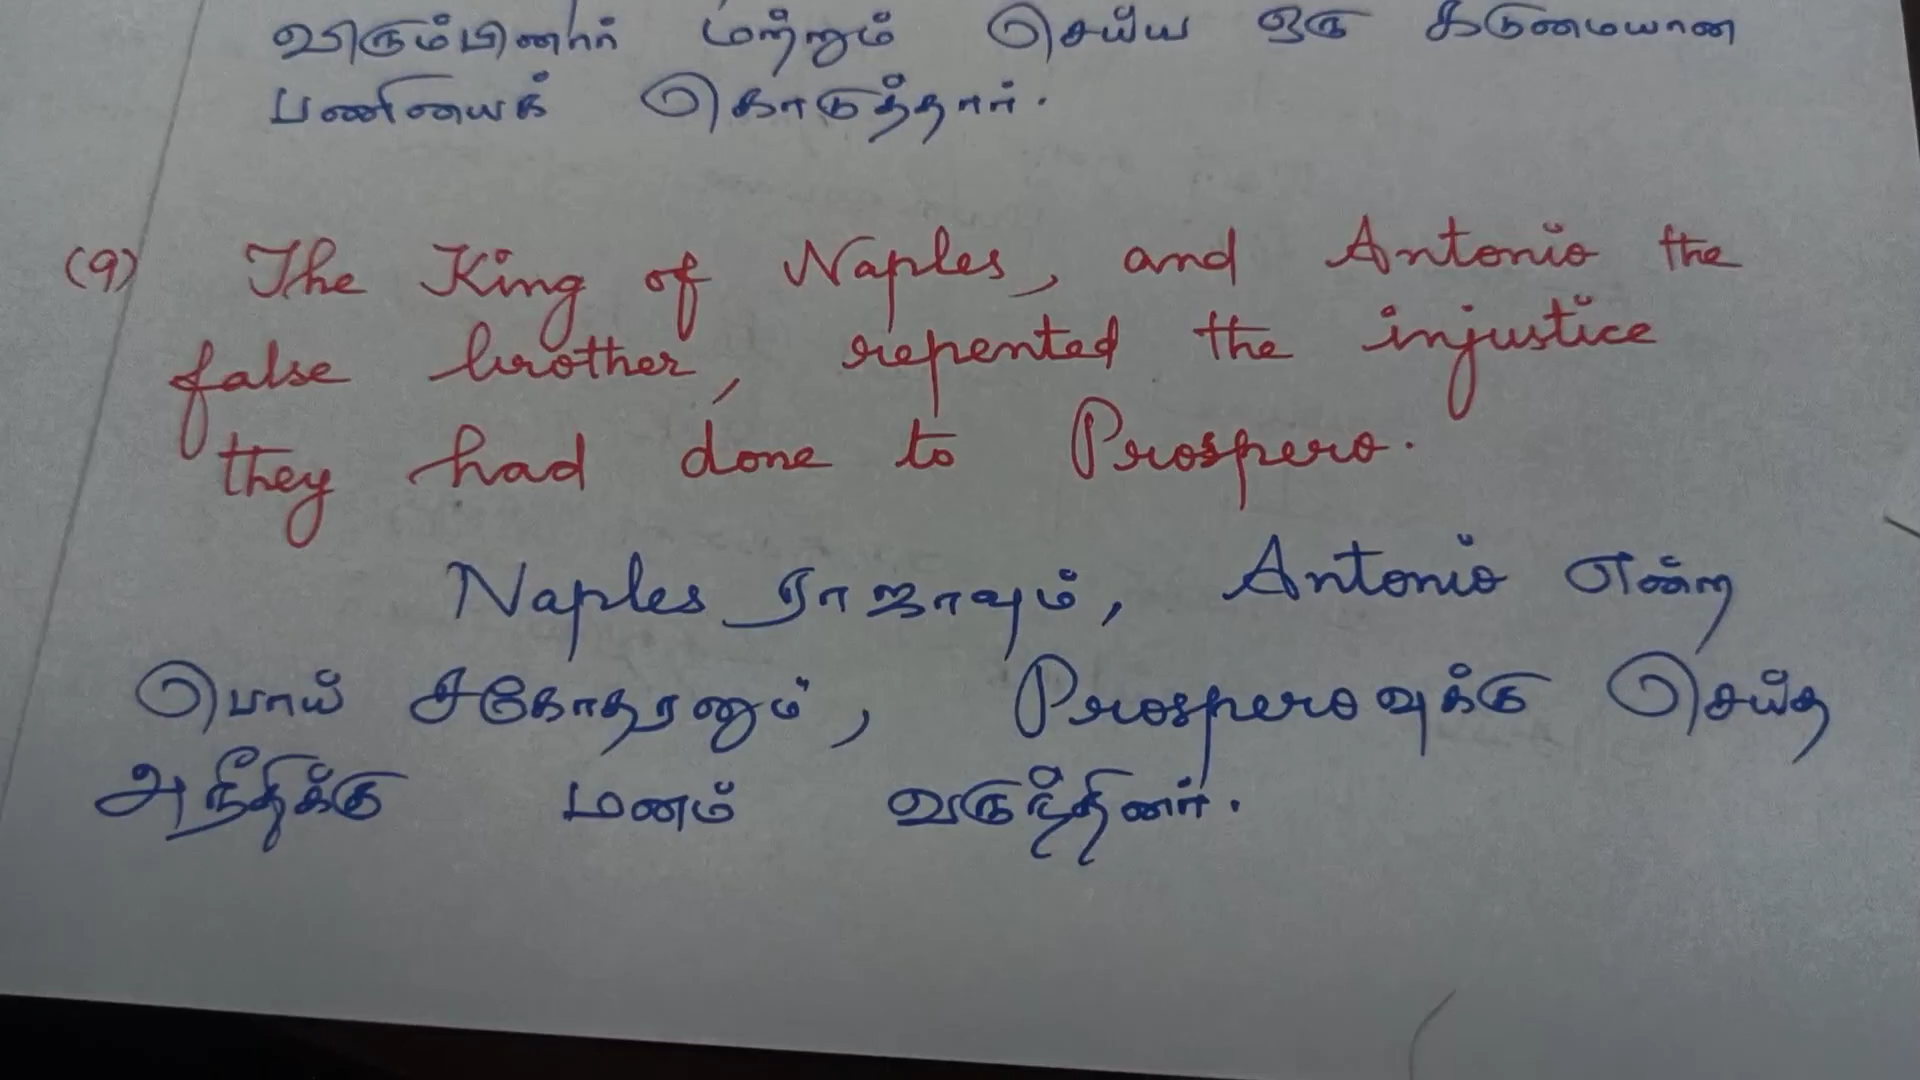 விரும்பினார் மற்றும் செய்ய ஒரு கடுமையான
பணியைக் கொடுத்தார்.
(9) The King of Naples, and Antonio the
false brother, repented the injustice
they had done to Prospero.
Naples ராஜாவும், Antonio என்ற
பொய் சகோதரனும், Prosperoவுக்கு செய்த
அநீதிக்கு மனம் வருந்தினர்.